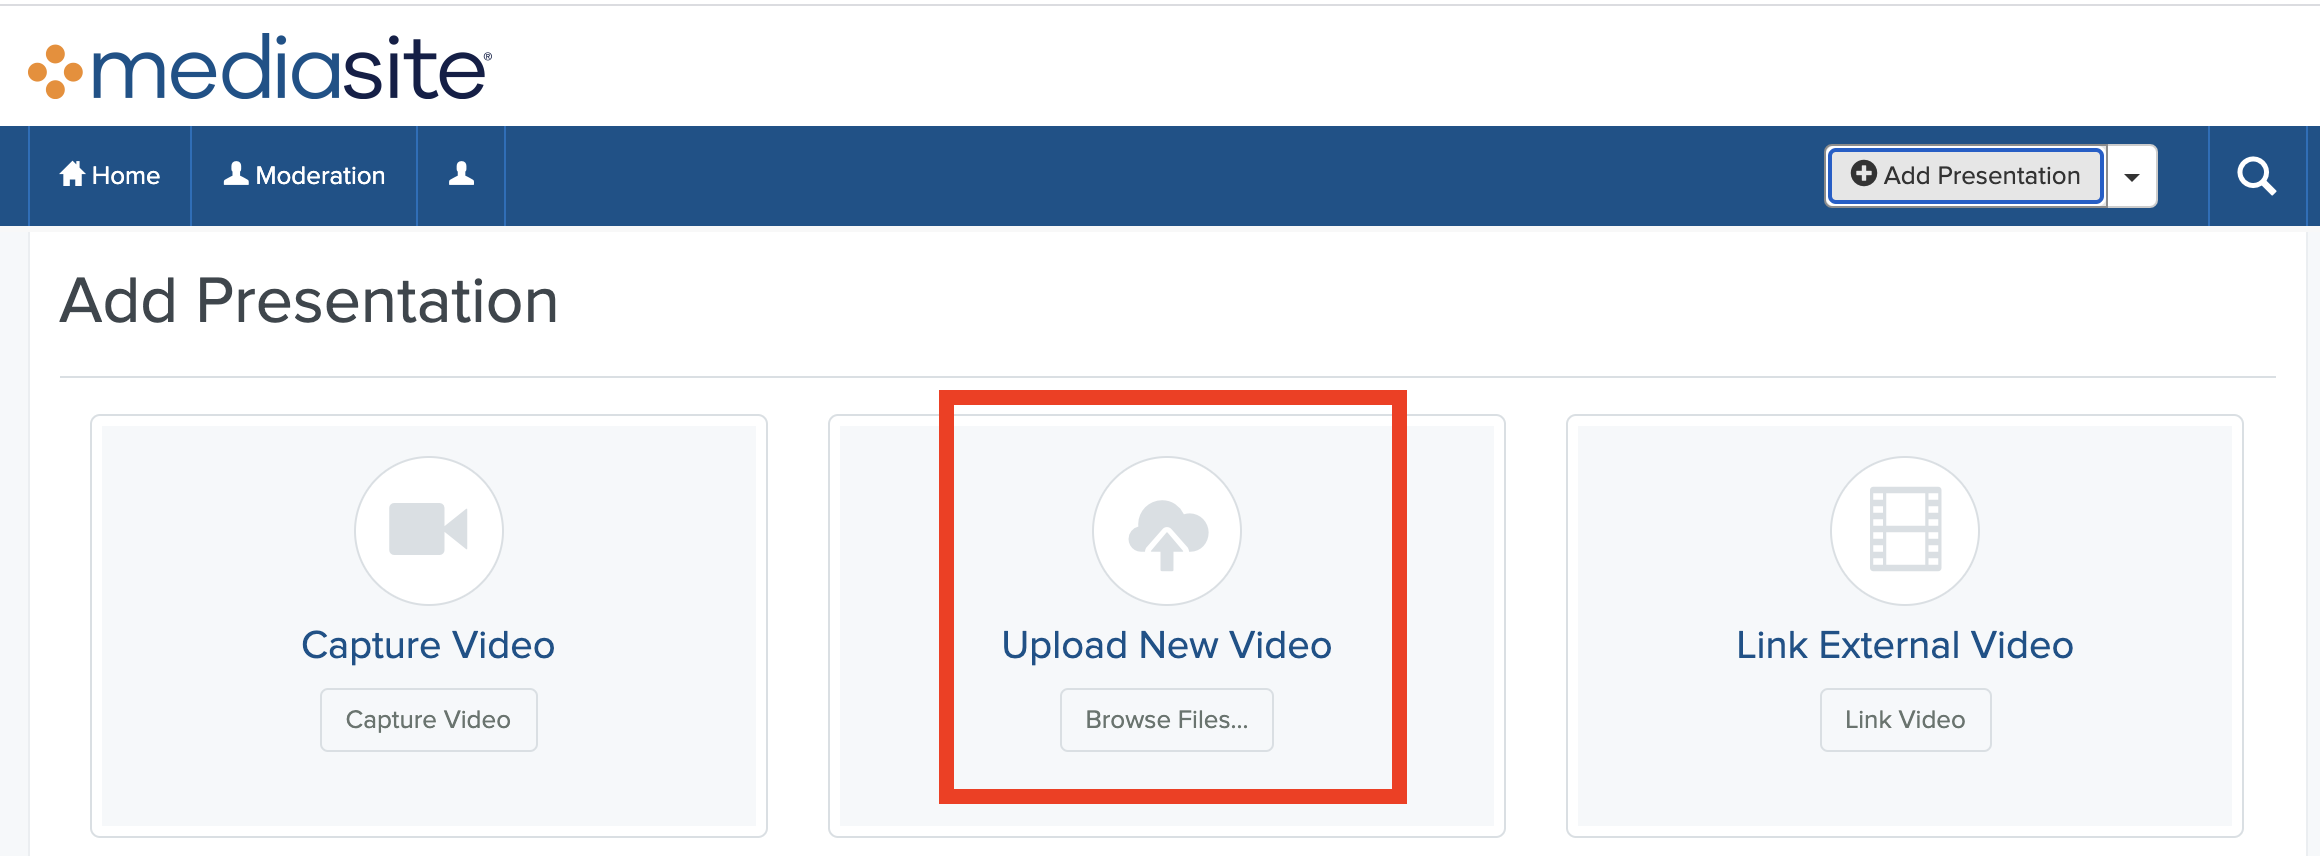 mediasite®
Home Moderation Add Presentation
Add Presentation
Capture Video Upload New Video Link External Video
Capture Video Browse Files... Link Video